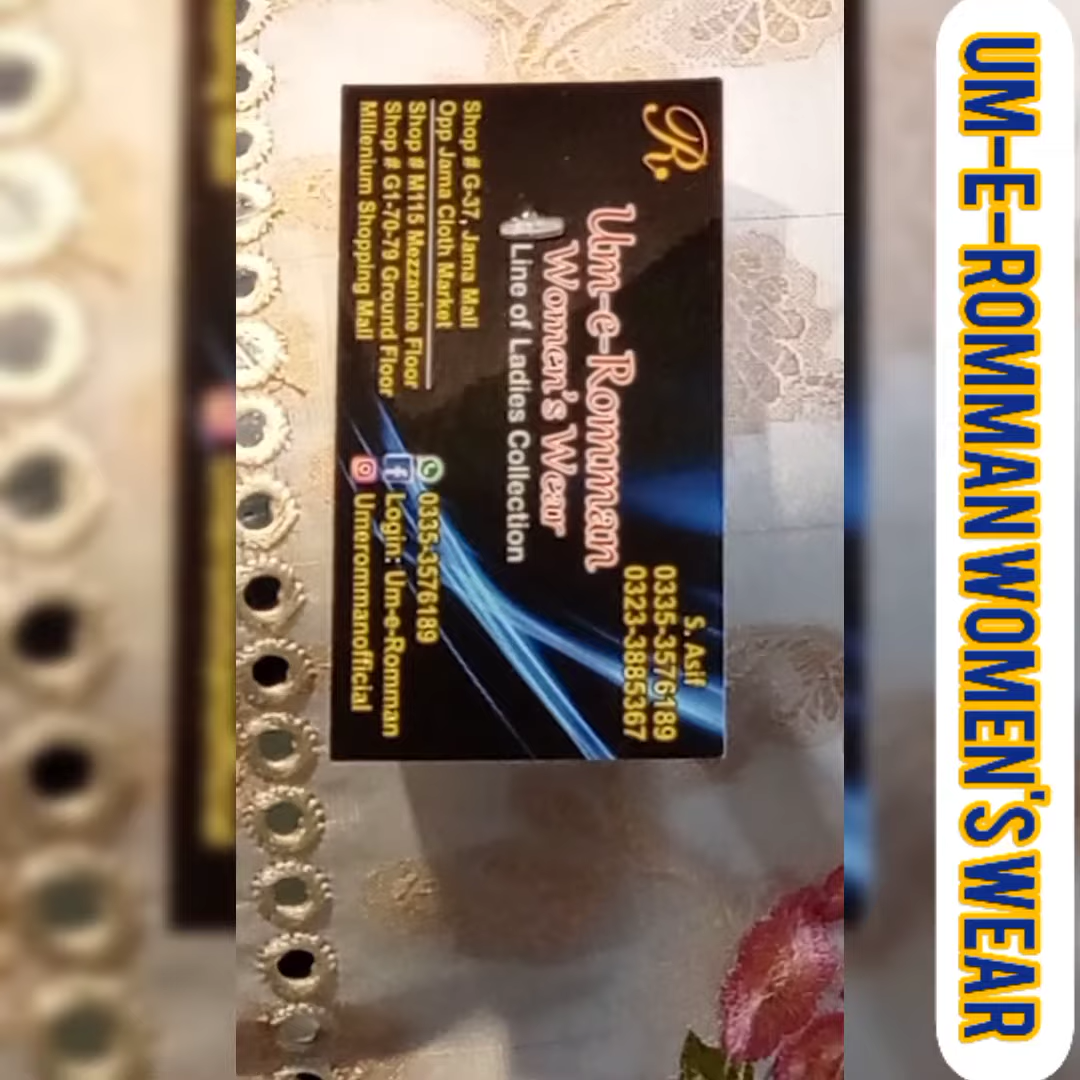 R.
S. Asif
0335-3576189
0323-3885367
Um-e-Romman
Women's Wear
Line of Ladies Collection
Shop # G-37, Jama Mall
Opp Jama Cloth Market
Shop # M115 Mezzanine Floor
Shop # G1-70-79 Ground Floor
Millenium Shopping Mall
0335-3576189
Login: Um-e-Romman
Umerommanofficial
UM-E-ROMMAN WOMEN'S WEAR